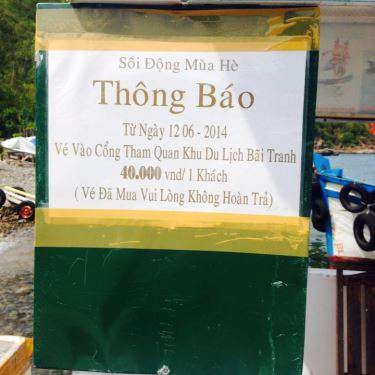 Sôi Động Mùa Hè
Thông Báo
Từ Ngày 12 06 - 2014
Vé Vào Cổng Tham Quan Khu Du Lịch Bãi Tranh
40.000 vnd/ 1 Khách
( Vé Đã Mua Vui Lòng Không Hoàn Trả)